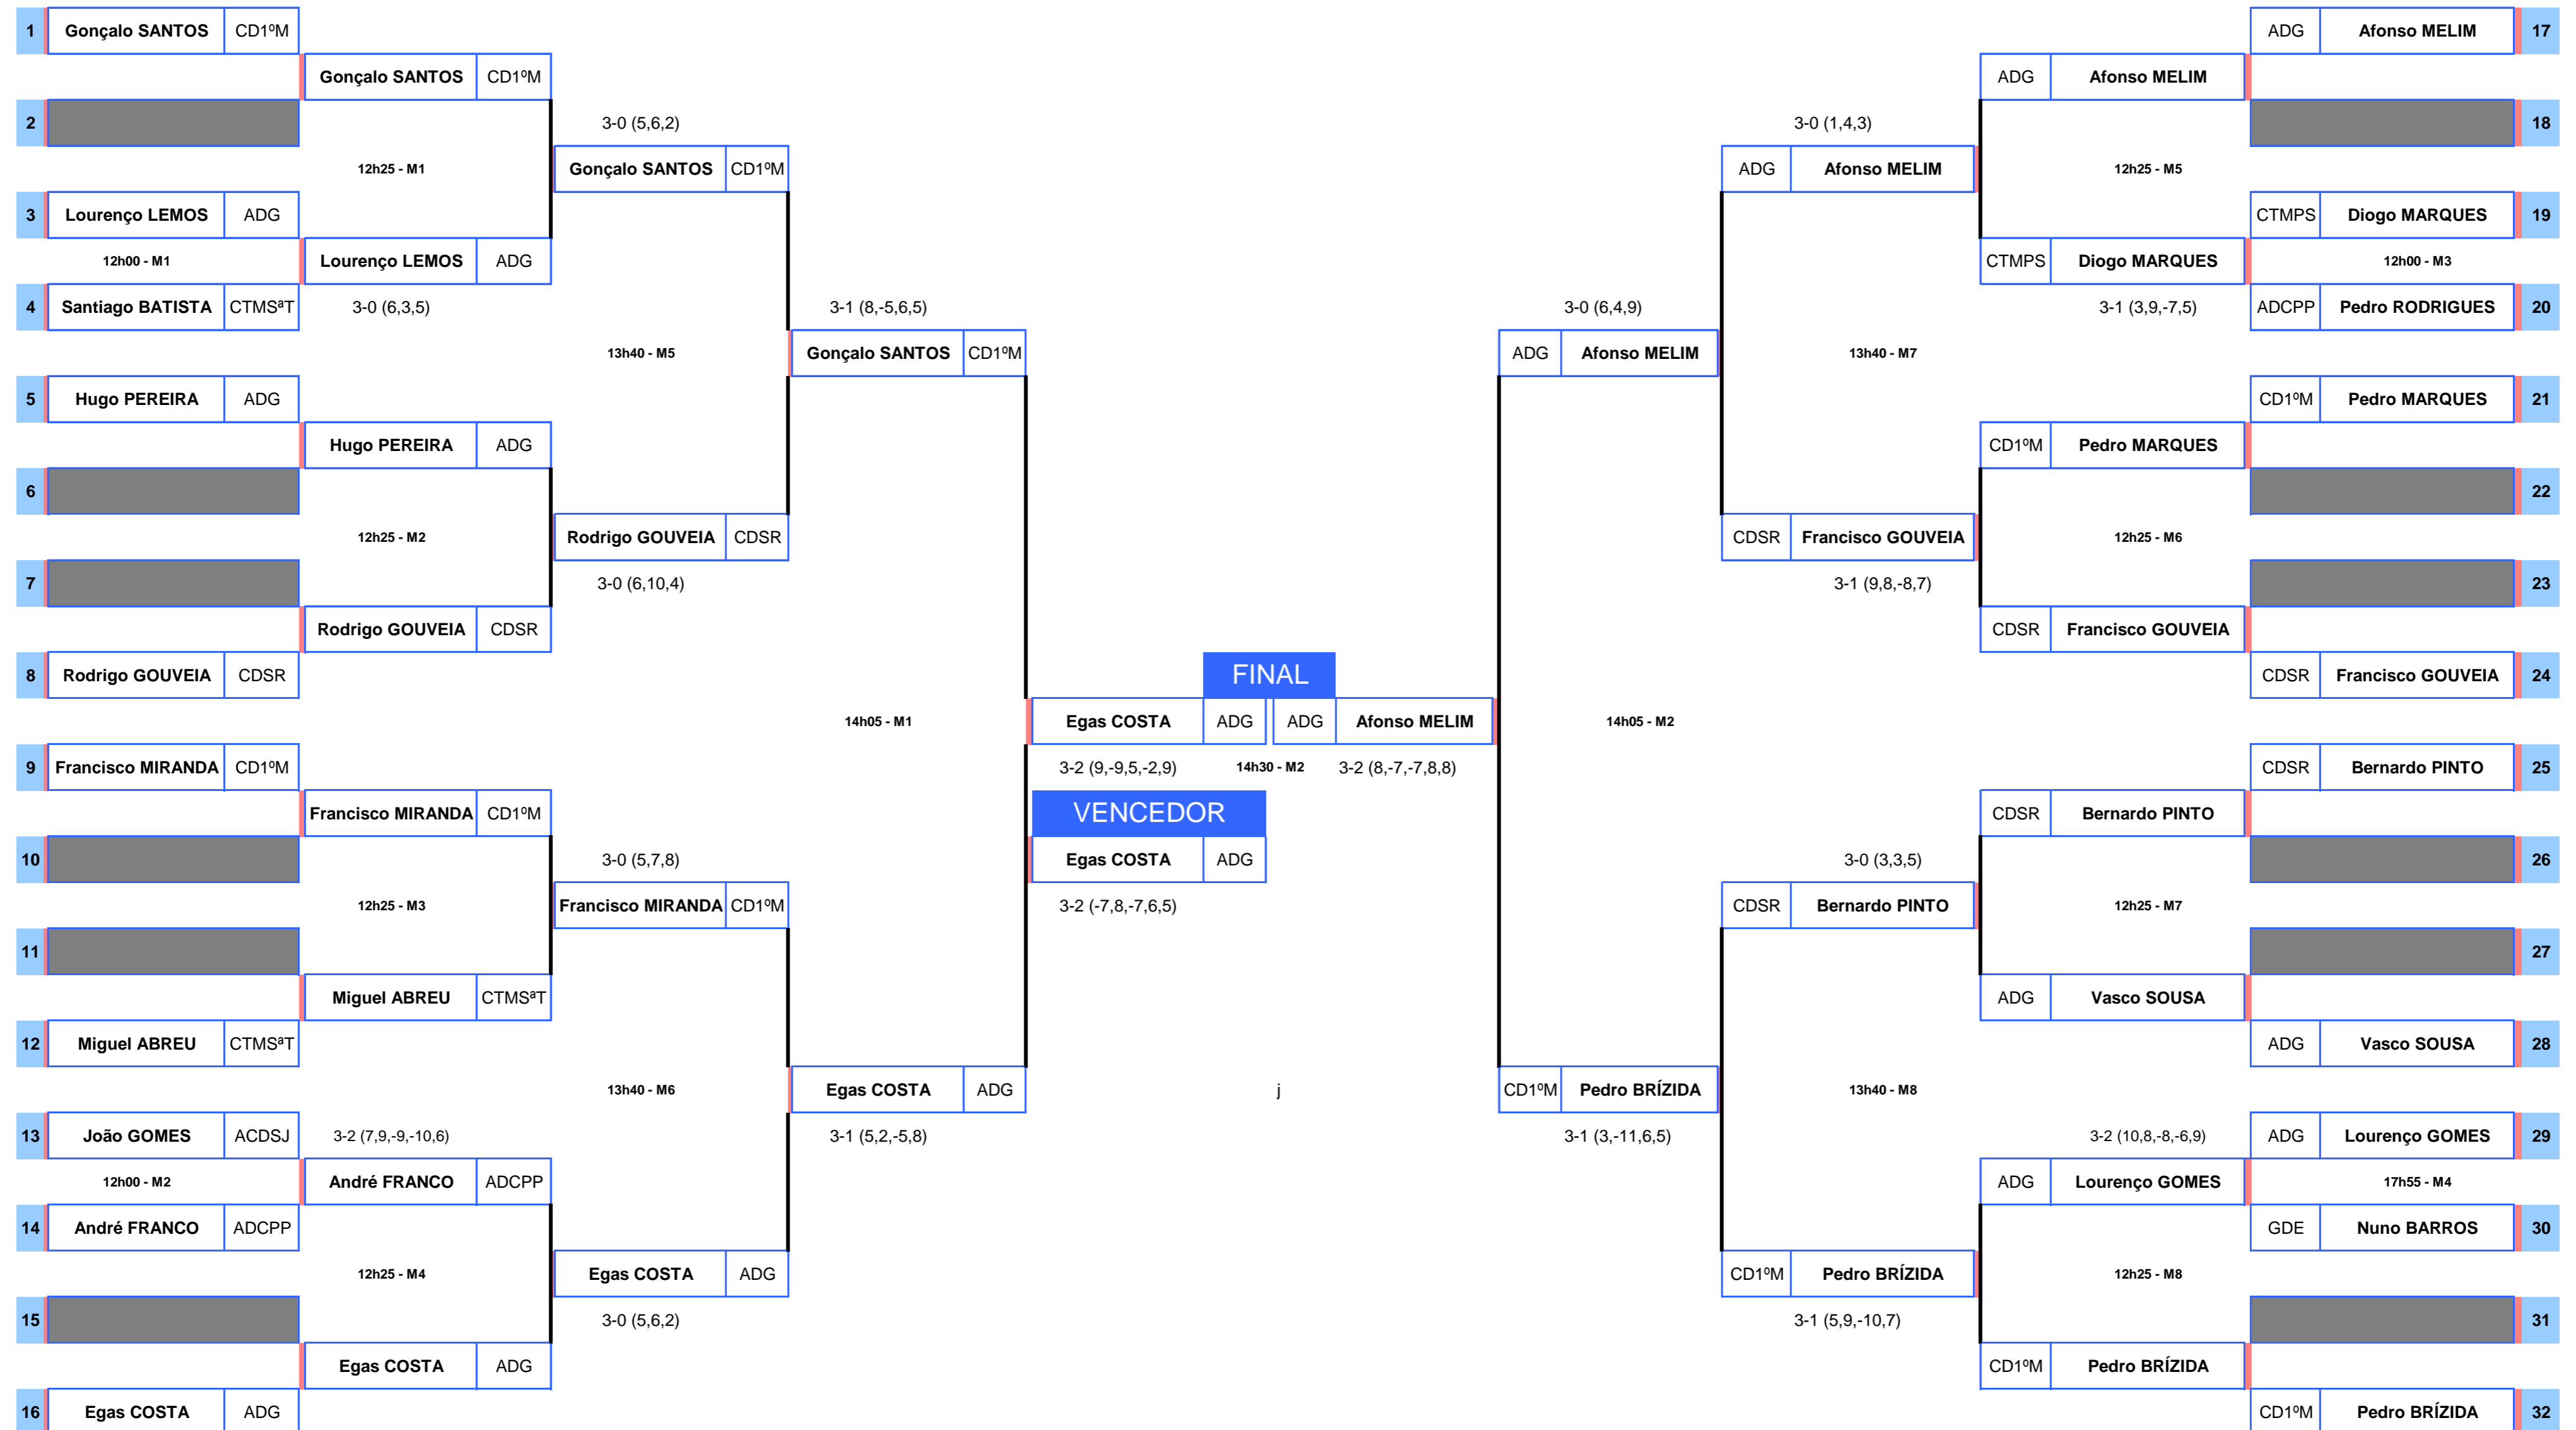 1 Gonçalo SANTOS CD1ºM ADG Afonso MELIM 17
Gonçalo SANTOS CD1ºM ADG Afonso MELIM
2 3-0 (5,6,2) 3-0 (1,4,3) 18
12h25 - M1 Gonçalo SANTOS CD1ºM ADG Afonso MELIM 12h25 - M5
3 Lourenço LEMOS ADG CTMPS Diogo MARQUES 19
12h00 - M1 Lourenço LEMOS ADG CTMPS Diogo MARQUES 12h00 - M3
4 Santiago BATISTA CTMSªT 3-0 (6,3,5) 3-1 (8,-5,6,5) 3-0 (6,4,9) 3-1 (3,9,-7,5) ADCPP Pedro RODRIGUES 20
13h40 - M5 Gonçalo SANTOS CD1ºM ADG Afonso MELIM 13h40 - M7
5 Hugo PEREIRA ADG CD1ºM Pedro MARQUES 21
Hugo PEREIRA ADG CD1ºM Pedro MARQUES
6 22
12h25 - M2 Rodrigo GOUVEIA CDSR CDSR Francisco GOUVEIA 12h25 - M6
7 3-0 (6,10,4) 3-1 (9,8,-8,7) 23
Rodrigo GOUVEIA CDSR CDSR Francisco GOUVEIA
8 Rodrigo GOUVEIA CDSR FINAL CDSR Francisco GOUVEIA 24
14h05 - M1 Egas COSTA ADG ADG Afonso MELIM 14h05 - M2
9 Francisco MIRANDA CD1ºM 3-2 (9,-9,5,-2,9) 14h30 - M2 3-2 (8,-7,-7,8,8) CDSR Bernardo PINTO 25
Francisco MIRANDA CD1ºM VENCEDOR CDSR Bernardo PINTO
10 3-0 (5,7,8) Egas COSTA ADG 3-0 (3,3,5) 26
12h25 - M3 Francisco MIRANDA CD1ºM 3-2 (-7,8,-7,6,5) CDSR Bernardo PINTO 12h25 - M7
11 27
Miguel ABREU CTMSªT ADG Vasco SOUSA
12 Miguel ABREU CTMSªT ADG Vasco SOUSA 28
13h40 - M6 Egas COSTA ADG j CD1ºM Pedro BRÍZIDA 13h40 - M8
13 João GOMES ACDSJ 3-2 (7,9,-9,-10,6) 3-1 (5,2,-5,8) 3-1 (3,-11,6,5) 3-2 (10,8,-8,-6,9) ADG Lourenço GOMES 29
12h00 - M2 André FRANCO ADCPP ADG Lourenço GOMES 17h55 - M4
14 André FRANCO ADCPP GDE Nuno BARROS 30
12h25 - M4 Egas COSTA ADG CD1ºM Pedro BRÍZIDA 12h25 - M8
15 3-0 (5,6,2) 3-1 (5,9,-10,7) 31
Egas COSTA ADG CD1ºM Pedro BRÍZIDA
16 Egas COSTA ADG CD1ºM Pedro BRÍZIDA 32